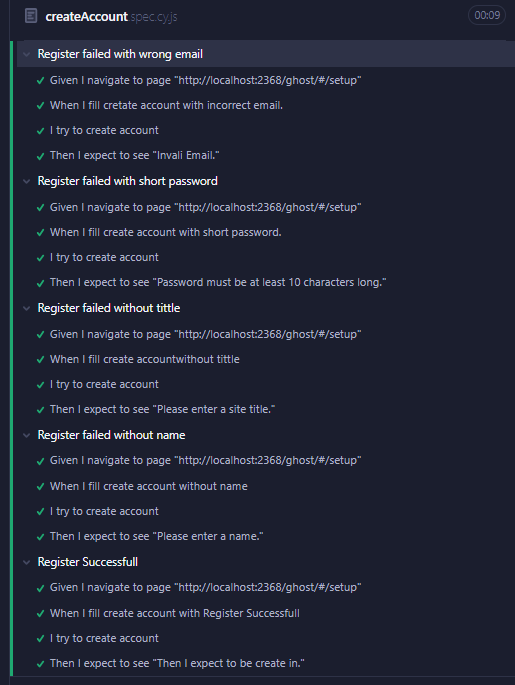 createAccount.spec.cy.js
00:09
Register failed with wrong email
Given I navigate to page "http://localhost:2368/ghost/#/setup"
When I fill cretate account with incorrect email.
I try to create account
Then I expect to see "Invali Email."
Register failed with short password
Given I navigate to page "http://localhost:2368/ghost/#/setup"
When I fill create account with short password.
I try to create account
Then I expect to see "Password must be at least 10 characters long."
Register failed without tittle
Given I navigate to page "http://localhost:2368/ghost/#/setup"
When I fill create accountwithout tittle
I try to create account
Then I expect to see "Please enter a site title."
Register failed without name
Given I navigate to page "http://localhost:2368/ghost/#/setup"
When I fill create account without name
I try to create account
Then I expect to see "Please enter a name."
Register Successfull
Given I navigate to page "http://localhost:2368/ghost/#/setup"
When I fill create account with Register Successfull
I try to create account
Then I expect to see "Then I expect to be create in."